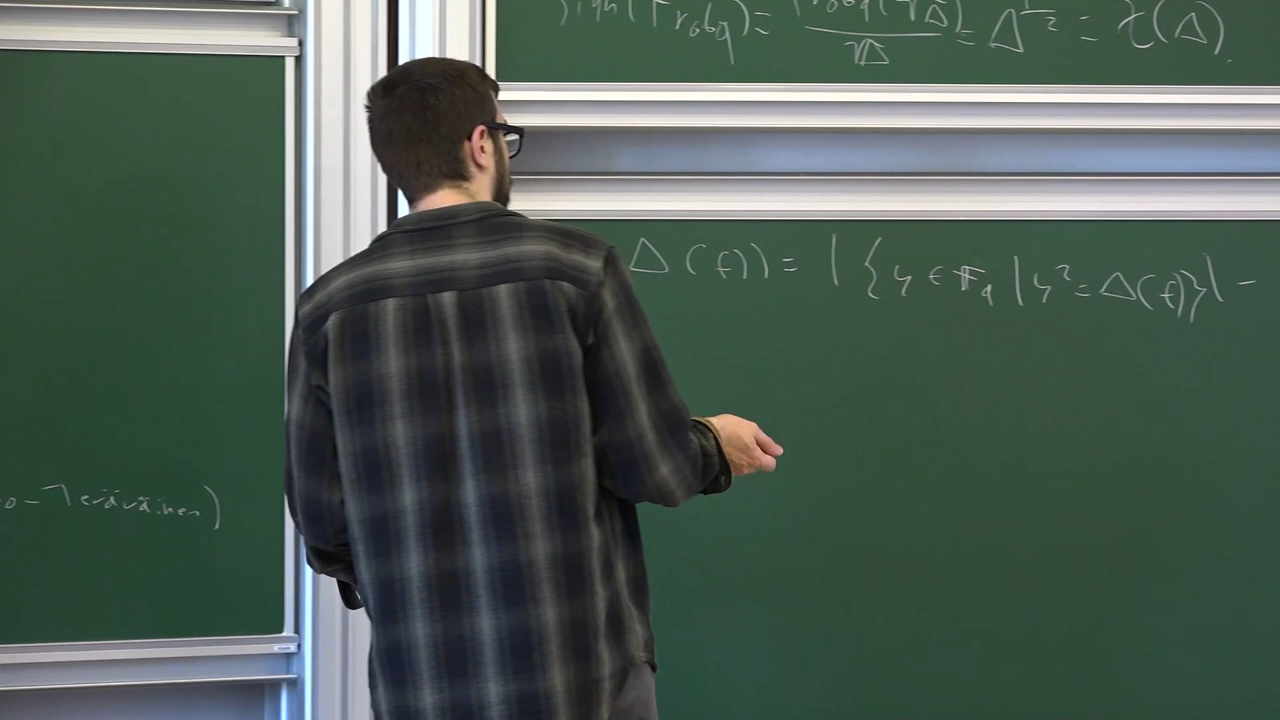 sign(Frob_q) = Frob_q(√Δ) / √Δ = Δ^{q-1/2} = χ(Δ).
Δ(f)) = |{y ∈ F_q | y² = Δ(f)}| -
o-Teräväinen)